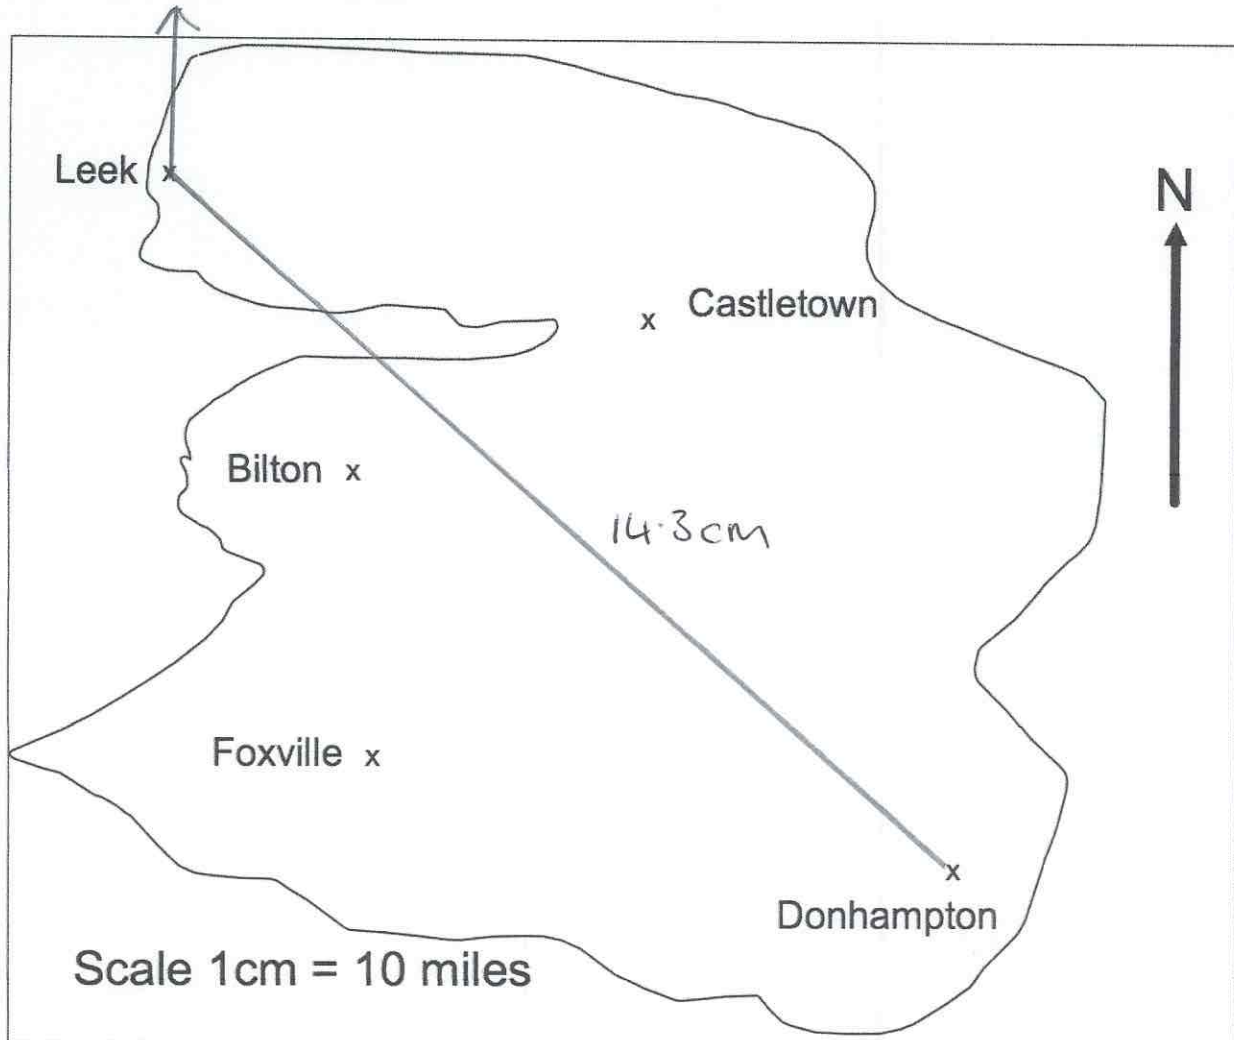 Leek
N
Castletown
Bilton
14.3cm
Foxville
Donhampton
Scale 1cm = 10 miles